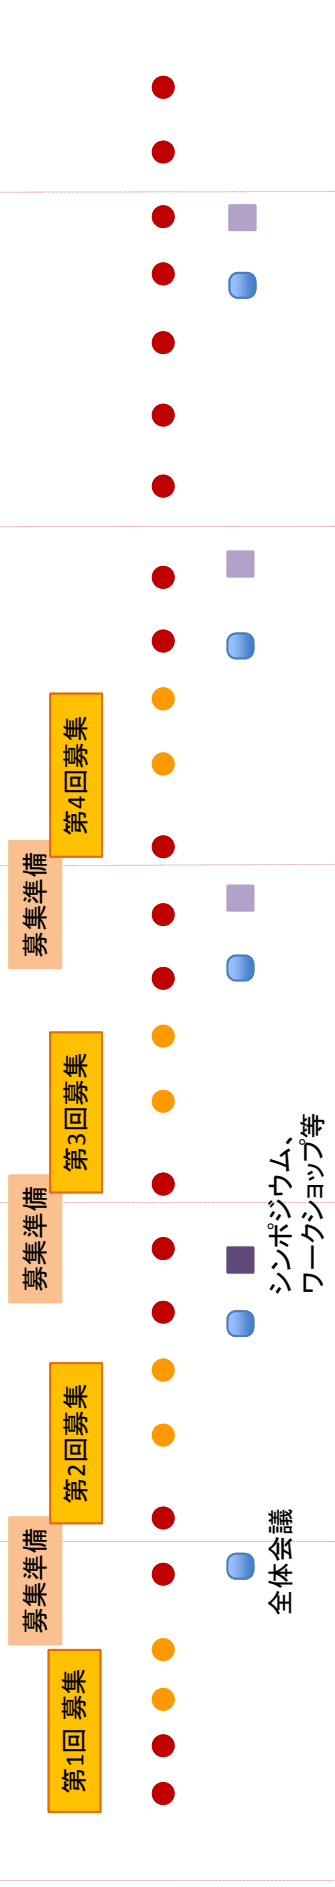 第1回 募集
募集準備
第2回募集
募集準備
第3回募集
募集準備
第4回募集
全体会議
シンポジウム、
ワークショップ等